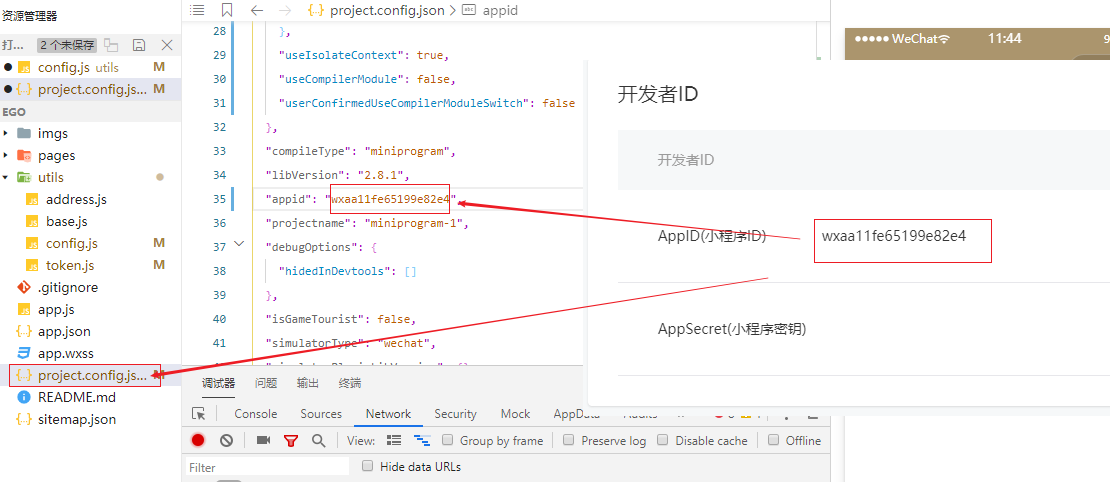 资源管理器
打... 2 个未保存
config.js utils M
project.config.js... M
EGO
imgs
pages
utils
address.js
base.js
config.js M
token.js M
.gitignore
app.js
app.json
app.wxss
project.config.js... M
README.md
sitemap.json
project.config.json > appid
28 },
29 "useIsolateContext": true,
30 "useCompilerModule": false,
31 "userConfirmedUseCompilerModuleSwitch": false
32 },
33 "compileType": "miniprogram",
34 "libVersion": "2.8.1",
35 "appid": "wxaa11fe65199e82e4"
36 "projectname": "miniprogram-1",
37 "debugOptions": {
38 "hidedInDevtools": []
39 },
40 "isGameTourist": false,
41 "simulatorType": "wechat",
调试器 问题 输出 终端
Console Sources Network Security Mock AppData
View: Group by frame Preserve log Disable cache Offline
Filter Hide data URLs
WeChat 11:44 9
开发者ID
开发者ID
AppID(小程序ID) wxaa11fe65199e82e4
AppSecret(小程序密钥)